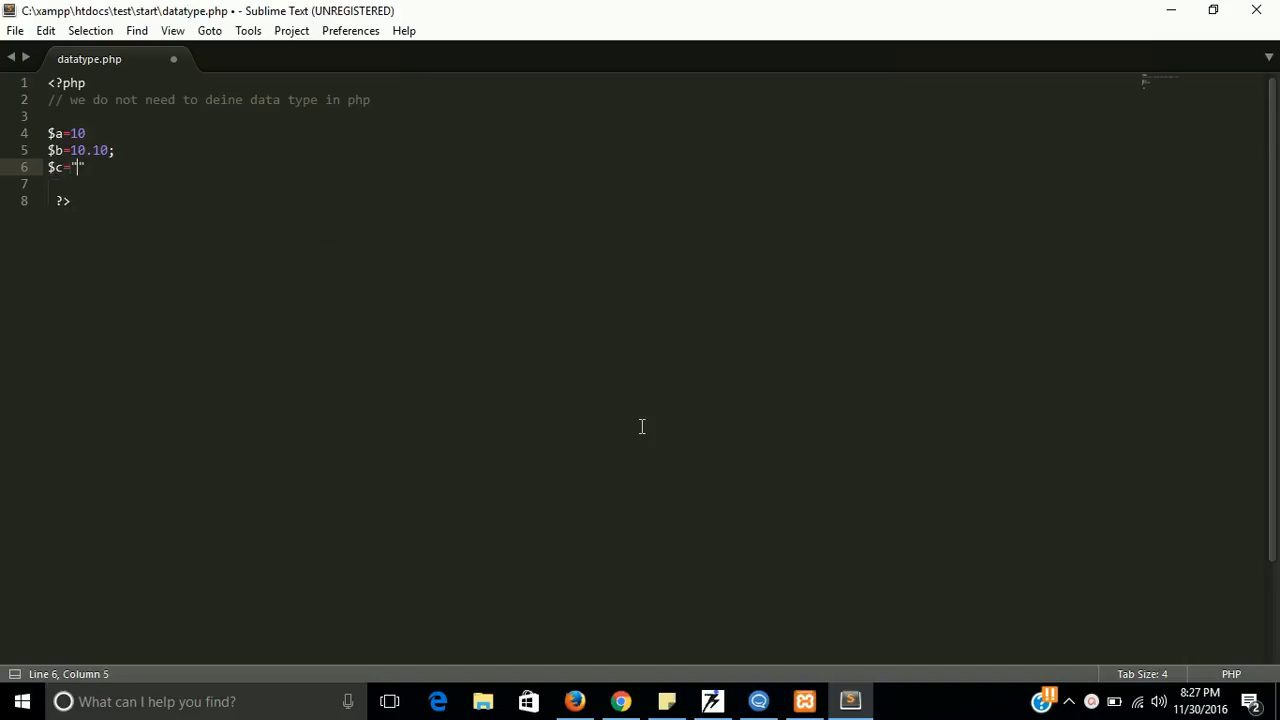 C:\xampp\htdocs\test\start\datatype.php • - Sublime Text (UNREGISTERED)
File Edit Selection Find View Goto Tools Project Preferences Help
datatype.php
1 <?php
2 // we do not need to deine data type in php
3
4 $a=10
5 $b=10.10;
6 $c=""
7
8 ?>
Line 6, Column 5 Tab Size: 4 PHP
What can I help you find?
8:27 PM
11/30/2016
2